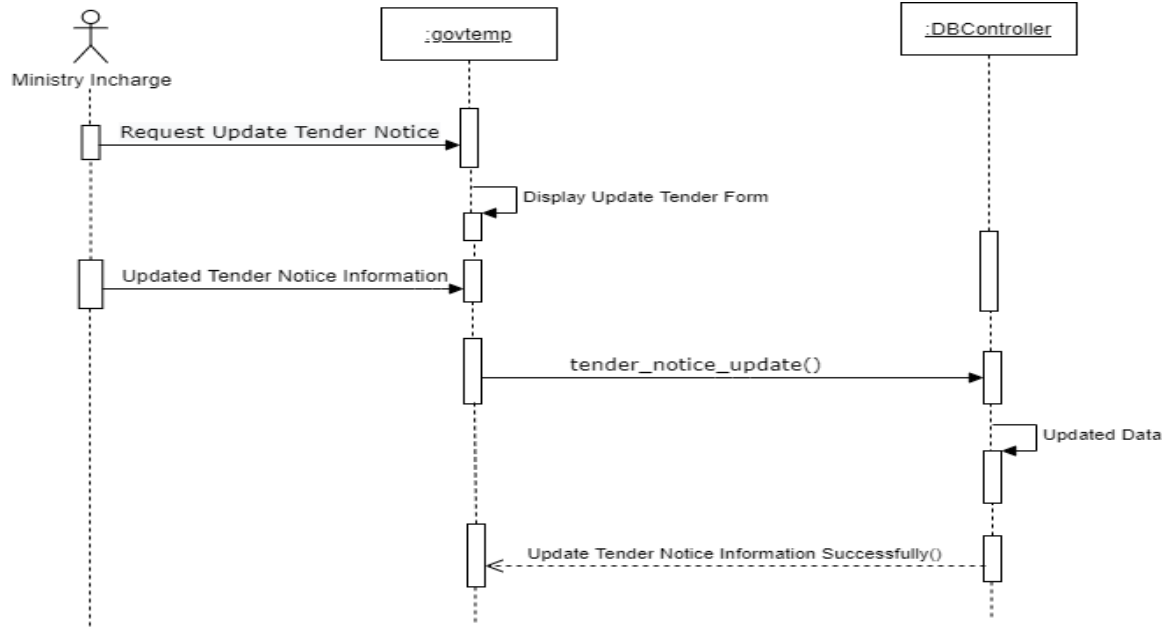 :govtemp
:DBController
Ministry Incharge
Request Update Tender Notice
Display Update Tender Form
Updated Tender Notice Information
tender_notice_update()
Updated Data
Update Tender Notice Information Successfully()